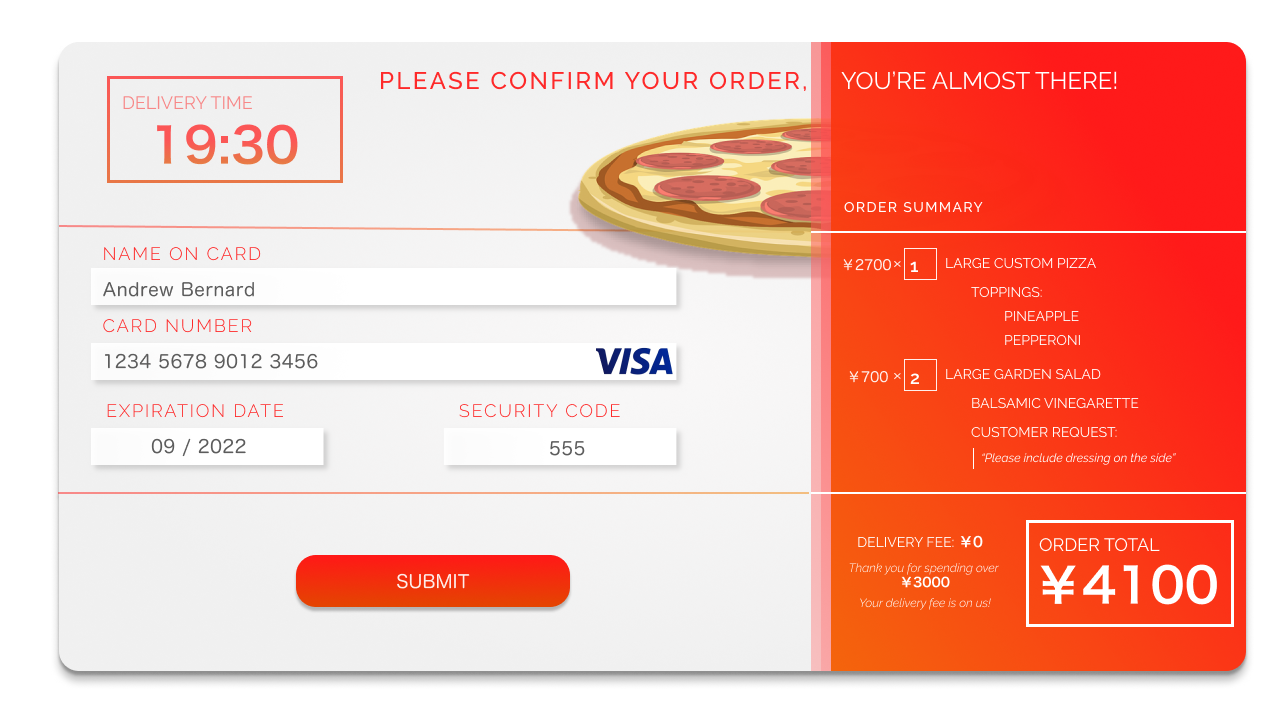 PLEASE CONFIRM YOUR ORDER, YOU'RE ALMOST THERE!
DELIVERY TIME
19:30
NAME ON CARD
Andrew Bernard
CARD NUMBER
1234 5678 9012 3456
VISA
EXPIRATION DATE
09 / 2022
SECURITY CODE
555
SUBMIT
ORDER SUMMARY
¥2700× 1 LARGE CUSTOM PIZZA
TOPPINGS:
PINEAPPLE
PEPPERONI
¥700 × 2 LARGE GARDEN SALAD
BALSAMIC VINEGARETTE
CUSTOMER REQUEST:
"Please include dressing on the side"
DELIVERY FEE: ¥0
Thank you for spending over
¥3000
Your delivery fee is on us!
ORDER TOTAL
¥4100